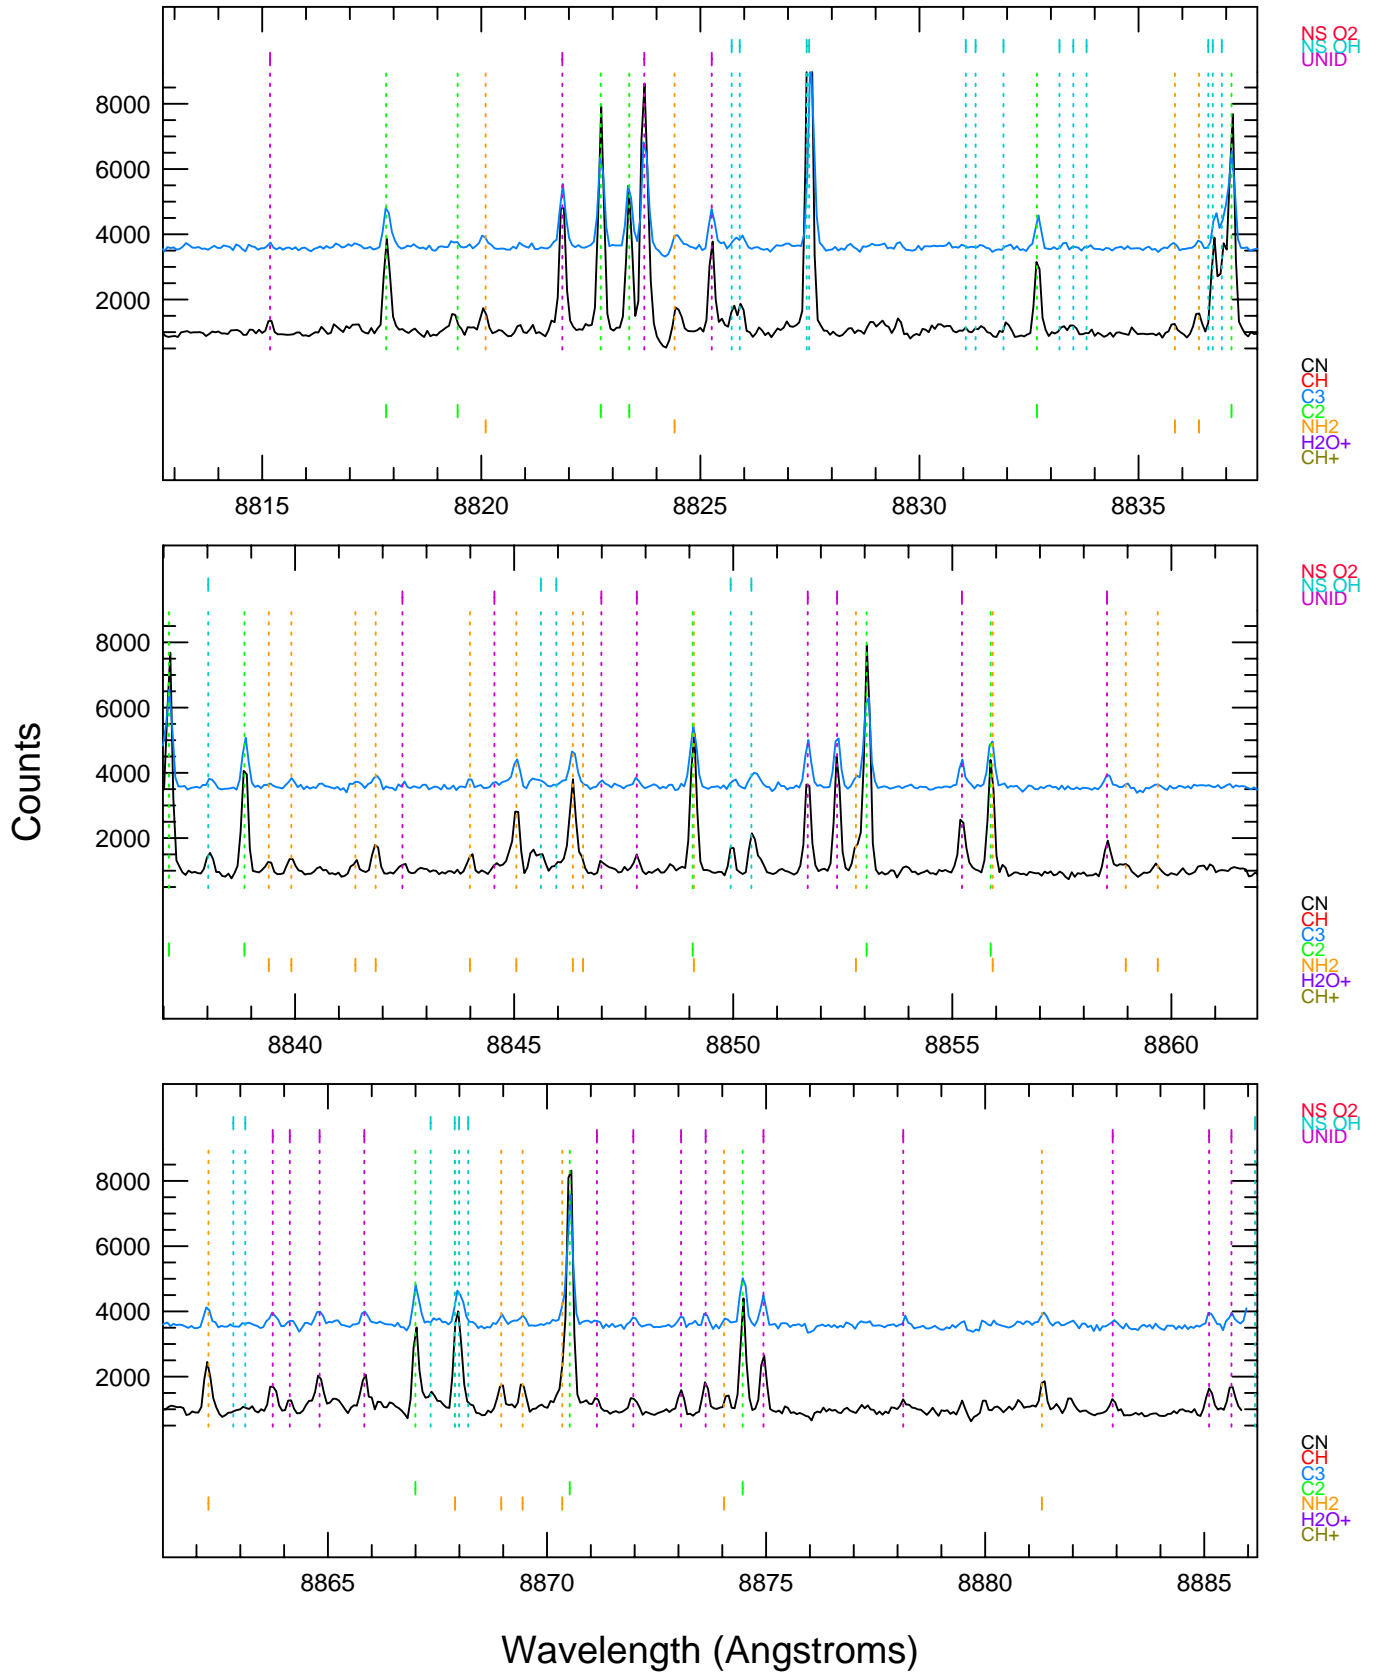 NS O2
NS OH
UNID
8000
6000
4000
2000
CN
CH
C3
C2
NH2
H2O+
CH+
8815 8820 8825 8830 8835
NS O2
NS OH
UNID
8000
6000
4000
2000
Counts
CN
CH
C3
C2
NH2
H2O+
CH+
8840 8845 8850 8855 8860
NS O2
NS OH
UNID
8000
6000
4000
2000
CN
CH
C3
C2
NH2
H2O+
CH+
8865 8870 8875 8880 8885
Wavelength (Angstroms)